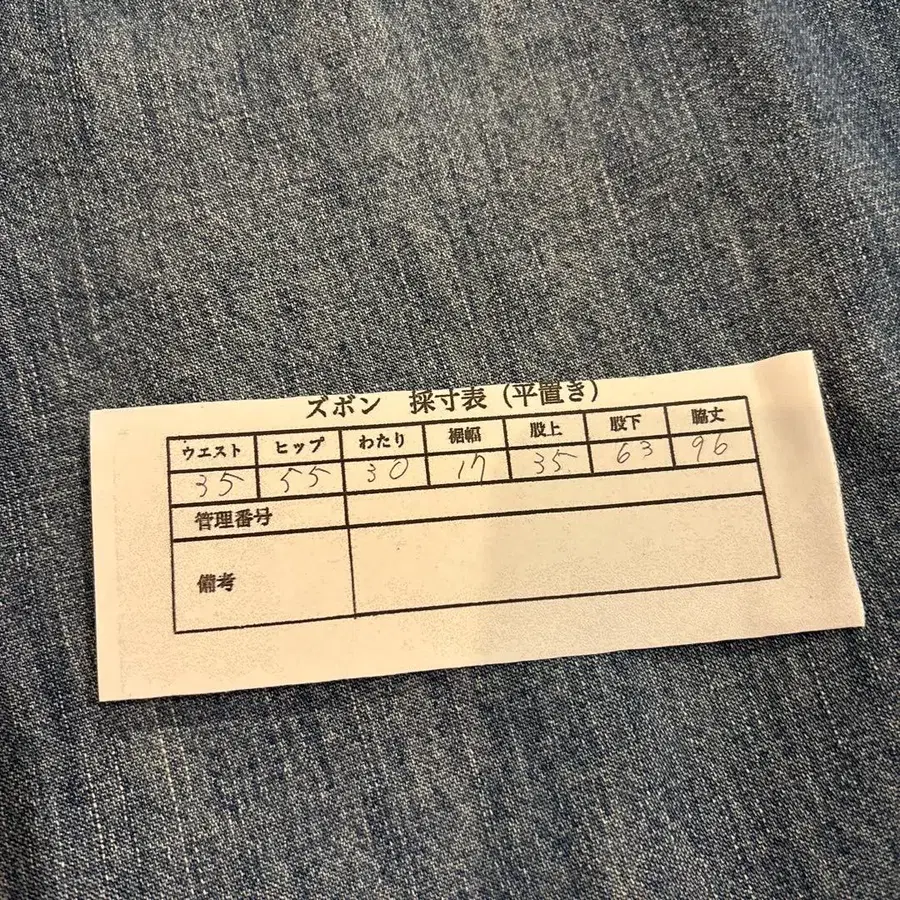 ズボン 採寸表 (平置き)
ウエスト ヒップ わたり 裾幅 股上 股下 脇丈
35 55 30 17 35 63 96
管理番号
備考